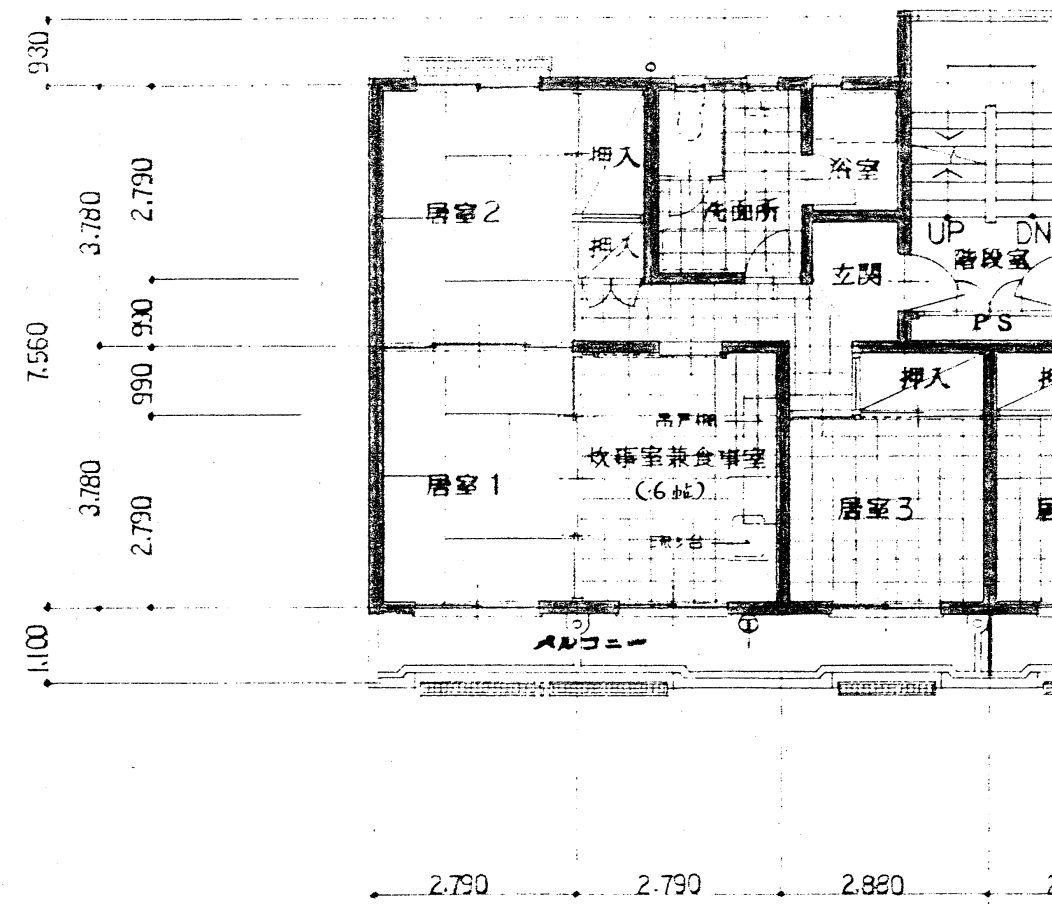 930
押入
浴室
居室2
洗面所
2.790
3.780
UP
DN
押入
階段室
玄関
990
PS
7.560
990
押入
吊戸棚
炊事室兼食事室
(6帖)
居室1
居室3
3.780
2.790
流し台
1.100
バルコニー
2.790
2.790
2.880